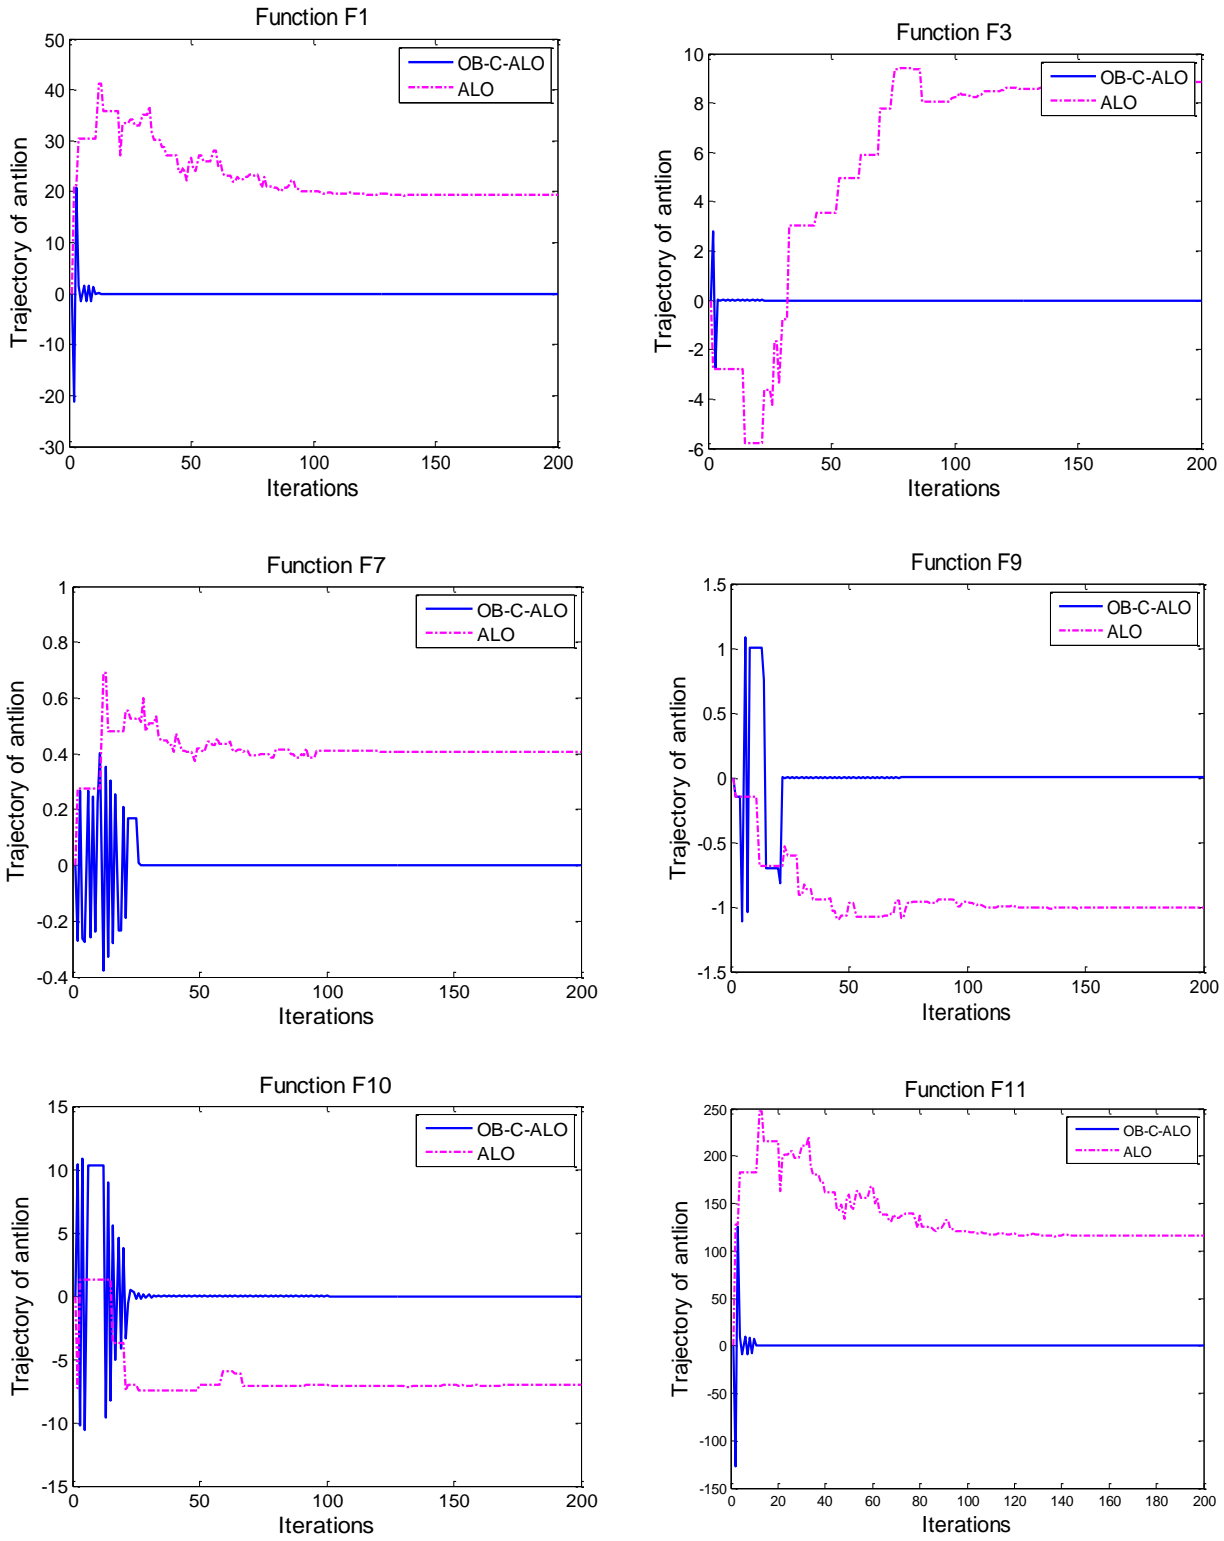 Function F1
50
40
30
20
10
0
-10
-20
-30
0 50 100 150 200
Iterations
Trajectory of antlion
OB-C-ALO
ALO
Function F3
10
8
6
4
2
0
-2
-4
-6
0 50 100 150 200
Iterations
Trajectory of antlion
OB-C-ALO
ALO
Function F7
1
0.8
0.6
0.4
0.2
0
-0.2
-0.4
0 50 100 150 200
Iterations
Trajectory of antlion
OB-C-ALO
ALO
Function F9
1.5
1
0.5
0
-0.5
-1
-1.5
0 50 100 150 200
Iterations
Trajectory of antlion
OB-C-ALO
ALO
Function F10
15
10
5
0
-5
-10
-15
0 50 100 150 200
Iterations
Trajectory of antlion
OB-C-ALO
ALO
Function F11
250
200
150
100
50
0
-50
-100
-150
0 20 40 60 80 100 120 140 160 180 200
Iterations
Trajectory of antlion
OB-C-ALO
ALO